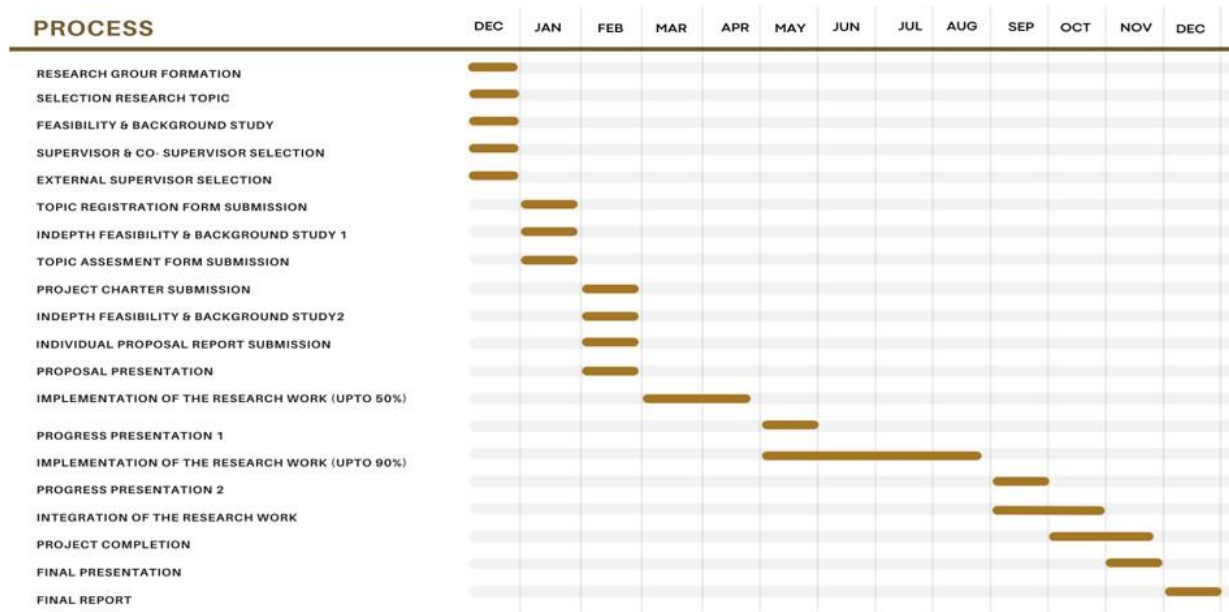 PROCESS DEC JAN FEB MAR APR MAY JUN JUL AUG SEP OCT NOV DEC
RESEARCH GROUR FORMATION
SELECTION RESEARCH TOPIC
FEASIBILITY & BACKGROUND STUDY
SUPERVISOR & CO- SUPERVISOR SELECTION
EXTERNAL SUPERVISOR SELECTION
TOPIC REGISTRATION FORM SUBMISSION
INDEPTH FEASIBILITY & BACKGROUND STUDY 1
TOPIC ASSESMENT FORM SUBMISSION
PROJECT CHARTER SUBMISSION
INDEPTH FEASIBILITY & BACKGROUND STUDY2
INDIVIDUAL PROPOSAL REPORT SUBMISSION
PROPOSAL PRESENTATION
IMPLEMENTATION OF THE RESEARCH WORK (UPTO 50%)
PROGRESS PRESENTATION 1
IMPLEMENTATION OF THE RESEARCH WORK (UPTO 90%)
PROGRESS PRESENTATION 2
INTEGRATION OF THE RESEARCH WORK
PROJECT COMPLETION
FINAL PRESENTATION
FINAL REPORT